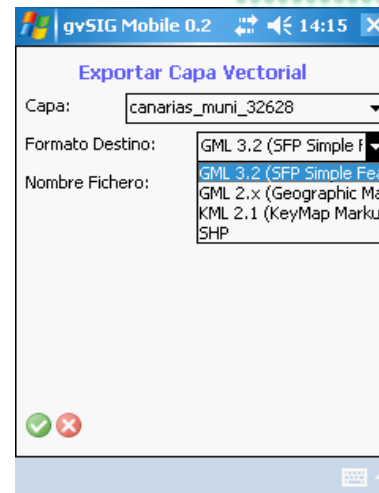 gvSIG Mobile 0.2 14:15
Exportar Capa Vectorial
Capa: canarias_muni_32628
Formato Destino: GML 3.2 (SFP Simple F
GML 3.2 (SFP Simple Fea
Nombre Fichero:
GML 2.x (Geographic Ma
KML 2.1 (KeyMap Marku
SHP